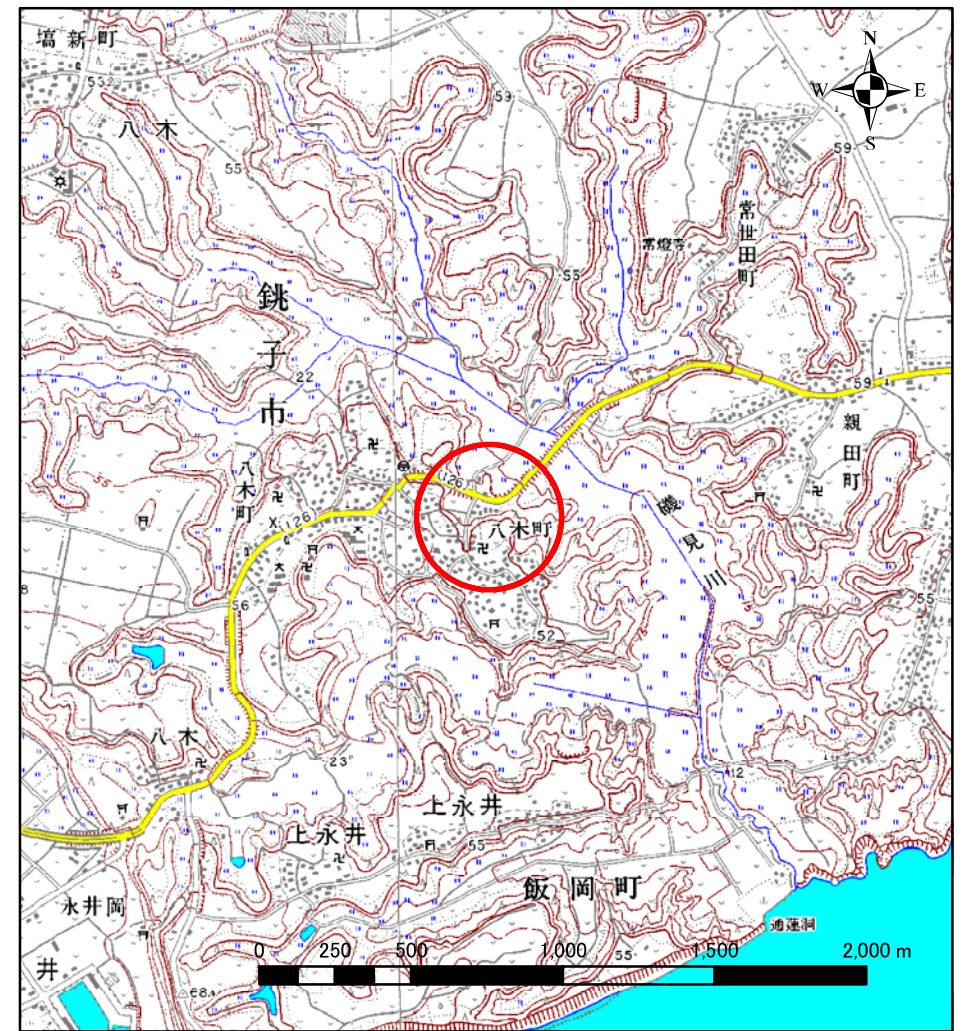 塙新町
53
八木
55
59
N
W
E
S
59
常世田町
常燈寺
55
銚子市
22
126
八木町
126
八木町
59
親田町
磯見川
56
52
55
八木
23
12
上永井
上永井
55
飯岡町
永井岡
通蓮洞
井
55
0 250 500 1,000 1,500 2,000 m